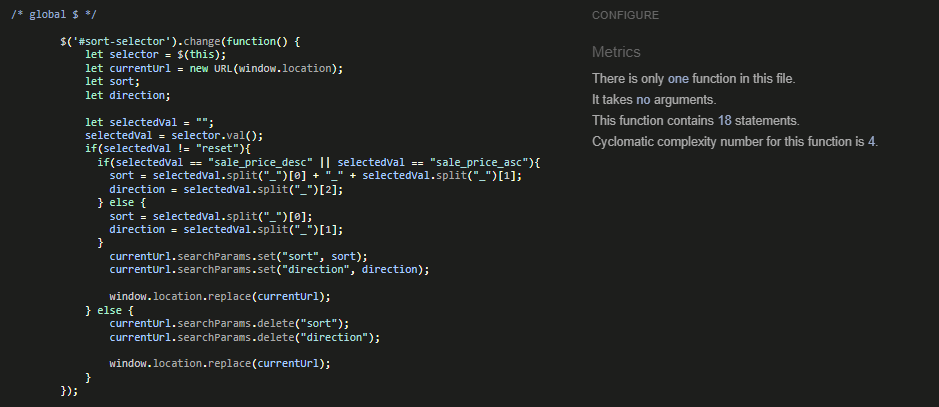 /* global $ */
$('#sort-selector').change(function() {
let selector = $(this);
let currentUrl = new URL(window.location);
let sort;
let direction;
let selectedVal = "";
selectedVal = selector.val();
if(selectedVal != "reset"){
if(selectedVal == "sale_price_desc" || selectedVal == "sale_price_asc"){
sort = selectedVal.split("_")[0] + "_" + selectedVal.split("_")[1];
direction = selectedVal.split("_")[2];
} else {
sort = selectedVal.split("_")[0];
direction = selectedVal.split("_")[1];
}
currentUrl.searchParams.set("sort", sort);
currentUrl.searchParams.set("direction", direction);
window.location.replace(currentUrl);
} else {
currentUrl.searchParams.delete("sort");
currentUrl.searchParams.delete("direction");
window.location.replace(currentUrl);
}
});
CONFIGURE
Metrics
There is only one function in this file.
It takes no arguments.
This function contains 18 statements.
Cyclomatic complexity number for this function is 4.